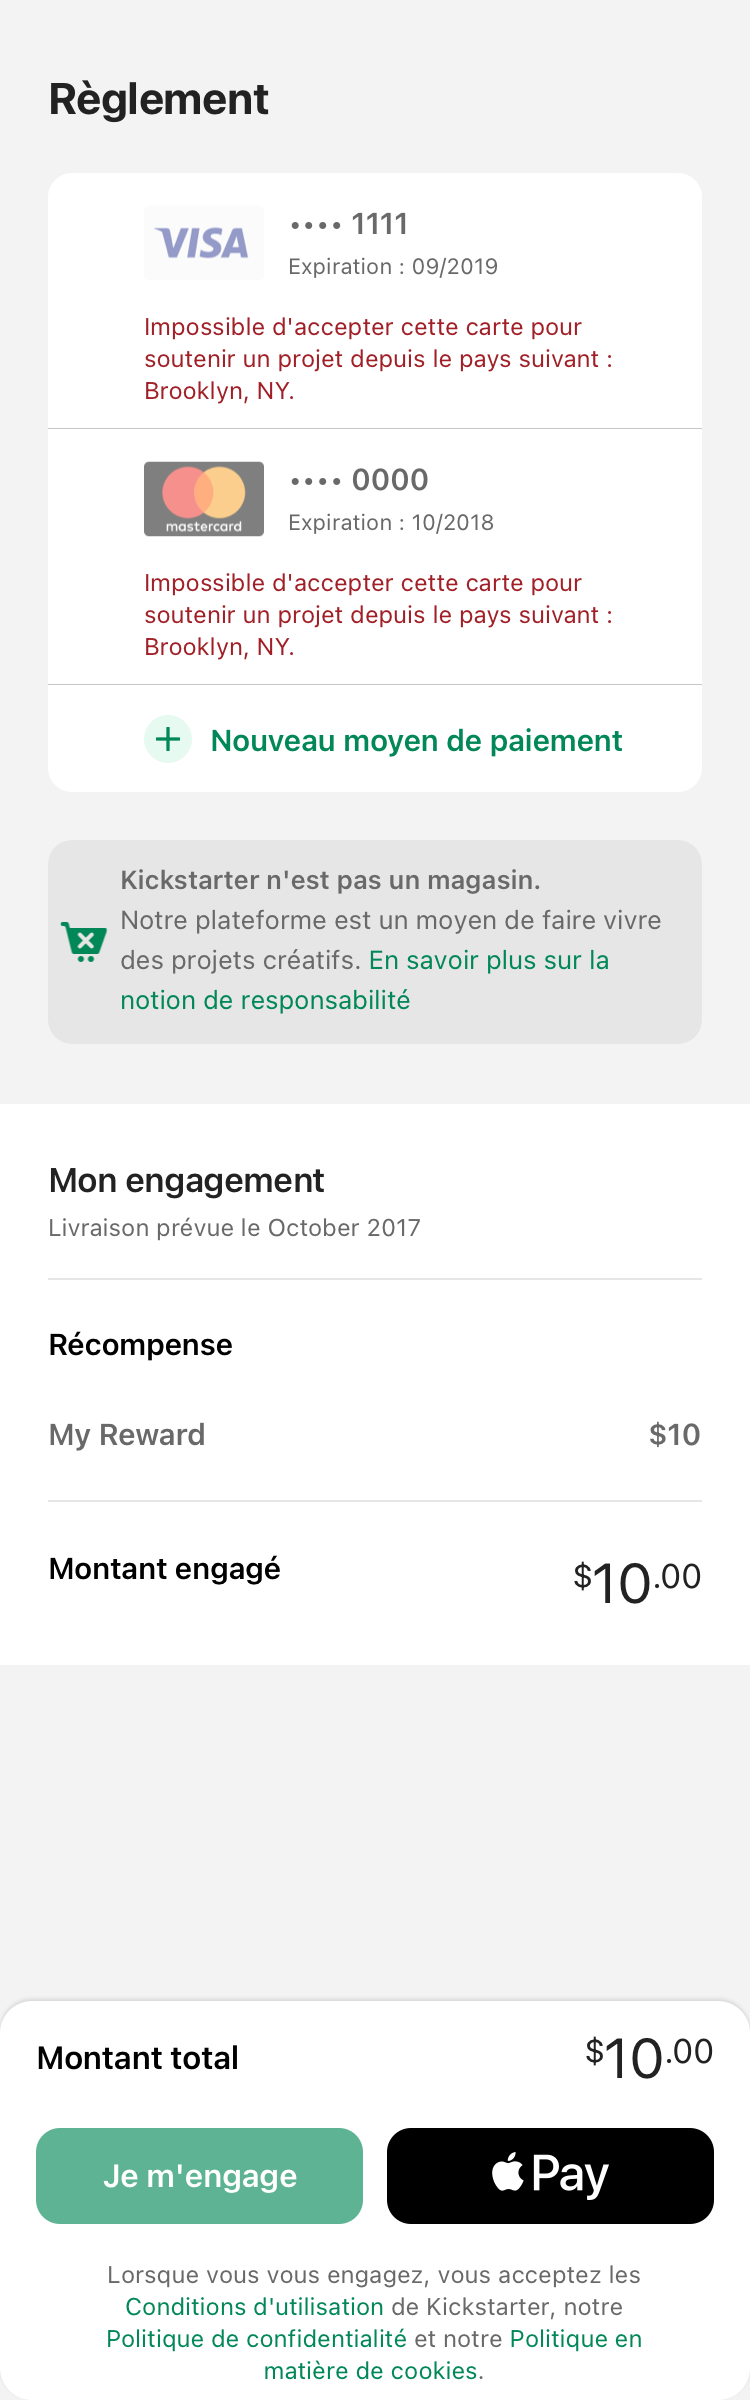 Règlement
VISA
•••• 1111
Expiration : 09/2019
Impossible d'accepter cette carte pour
soutenir un projet depuis le pays suivant :
Brooklyn, NY.
mastercard
•••• 0000
Expiration : 10/2018
Impossible d'accepter cette carte pour
soutenir un projet depuis le pays suivant :
Brooklyn, NY.
Nouveau moyen de paiement
Kickstarter n'est pas un magasin.
Notre plateforme est un moyen de faire vivre
des projets créatifs. En savoir plus sur la
notion de responsabilité
Mon engagement
Livraison prévue le October 2017
Récompense
My Reward $10
Montant engagé $10.00
Montant total $10.00
Je m'engage
Pay
Lorsque vous vous engagez, vous acceptez les
Conditions d'utilisation de Kickstarter, notre
Politique de confidentialité et notre Politique en
matière de cookies.